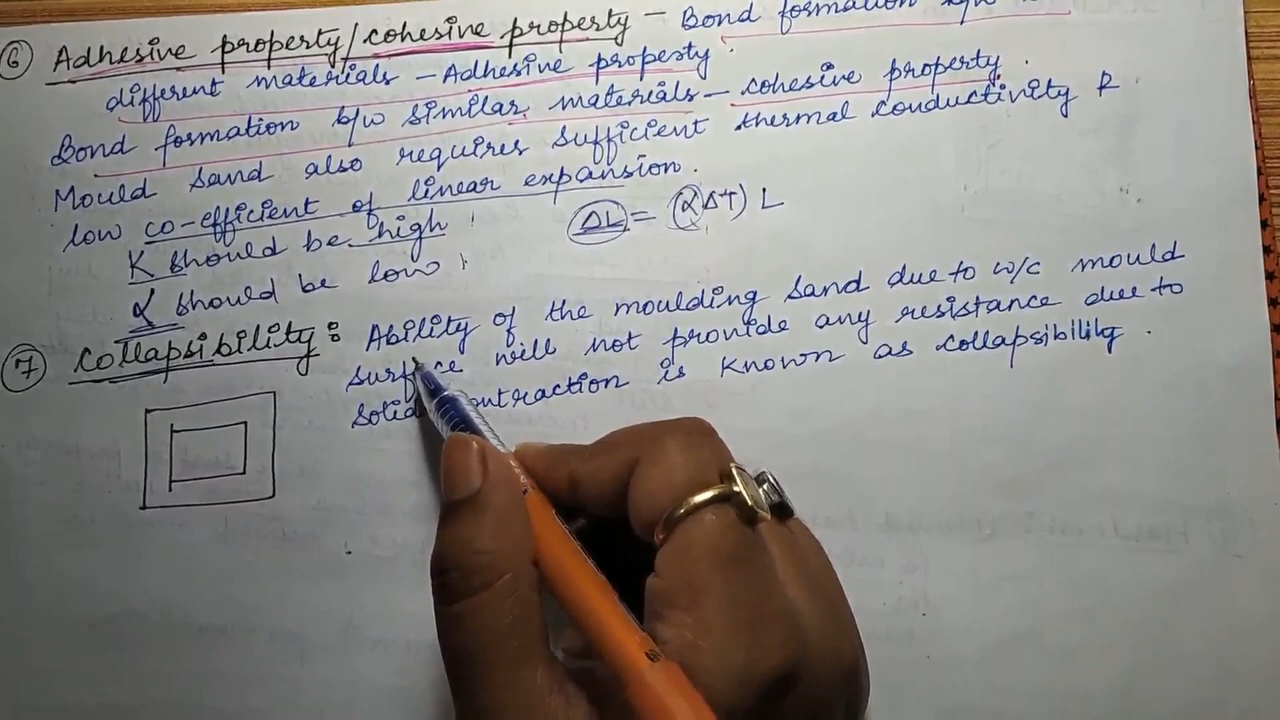 ⑥ Adhesive property/cohesive property - Bond formation b/w
different materials - Adhesive property.
Bond formation b/w similar materials - cohesive property.
Mould sand also requires sufficient thermal conductivity &
low co-efficient of linear expansion.
K should be high
ΔL = (αΔT) L
α should be low
⑦ Collapsibility: Ability of the moulding sand due to w/c mould
surface will not provide any resistance due to
solid contraction is known as collapsibility.